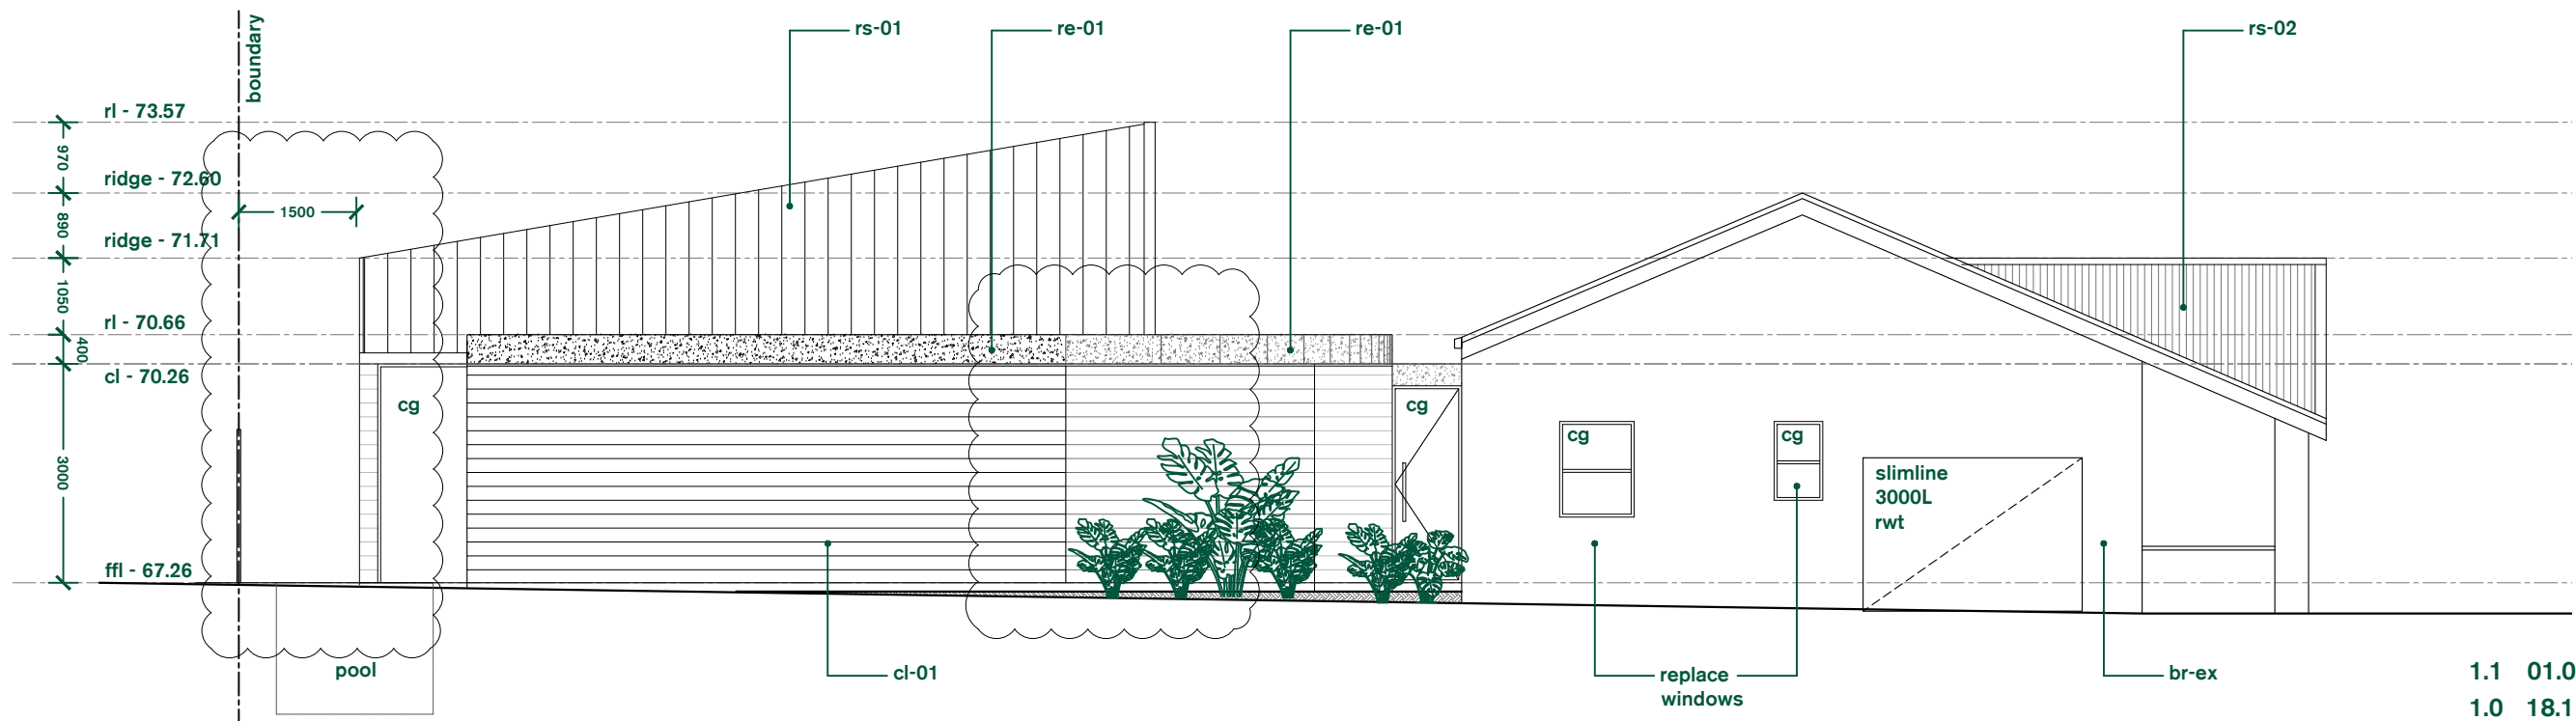 boundary
rs-01
re-01
re-01
rs-02
rl - 73.57
970
ridge - 72.60
1500
890
ridge - 71.71
1050
rl - 70.66
400
cl - 70.26
cg
cg
cg
cg
3000
slimline
3000L
rwt
ffl - 67.26
pool
cl-01
replace
windows
br-ex
1.1 01.0
1.0 18.1